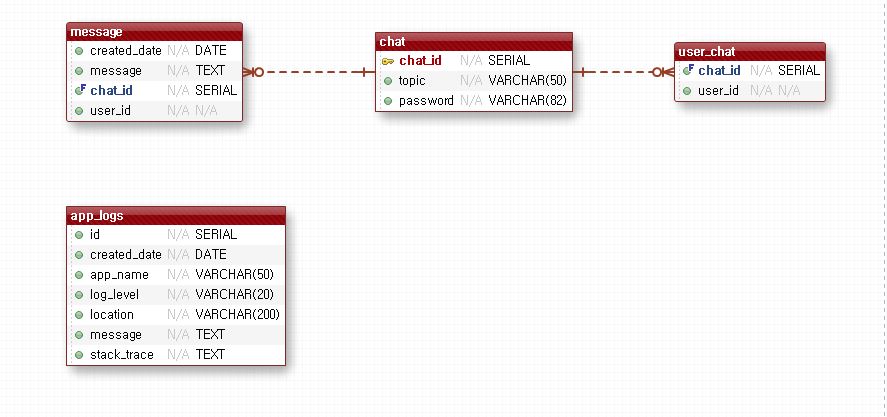 message
created_date N/A DATE
message N/A TEXT
chat_id N/A SERIAL
user_id N/A N/A
chat
chat_id N/A SERIAL
topic N/A VARCHAR(50)
password N/A VARCHAR(82)
user_chat
chat_id N/A SERIAL
user_id N/A N/A
app_logs
id N/A SERIAL
created_date N/A DATE
app_name N/A VARCHAR(50)
log_level N/A VARCHAR(20)
location N/A VARCHAR(200)
message N/A TEXT
stack_trace N/A TEXT